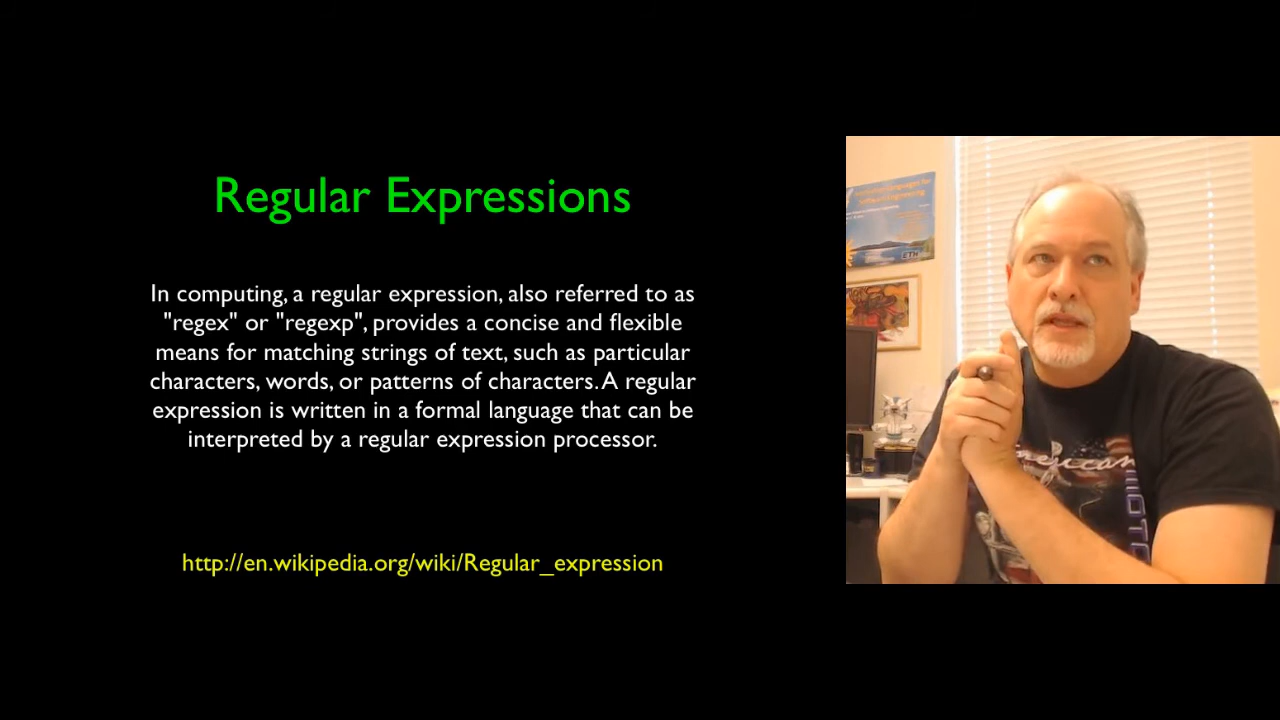 Regular Expressions
In computing, a regular expression, also referred to as
"regex" or "regexp", provides a concise and flexible
means for matching strings of text, such as particular
characters, words, or patterns of characters. A regular
expression is written in a formal language that can be
interpreted by a regular expression processor.
http://en.wikipedia.org/wiki/Regular_expression
ETH
American